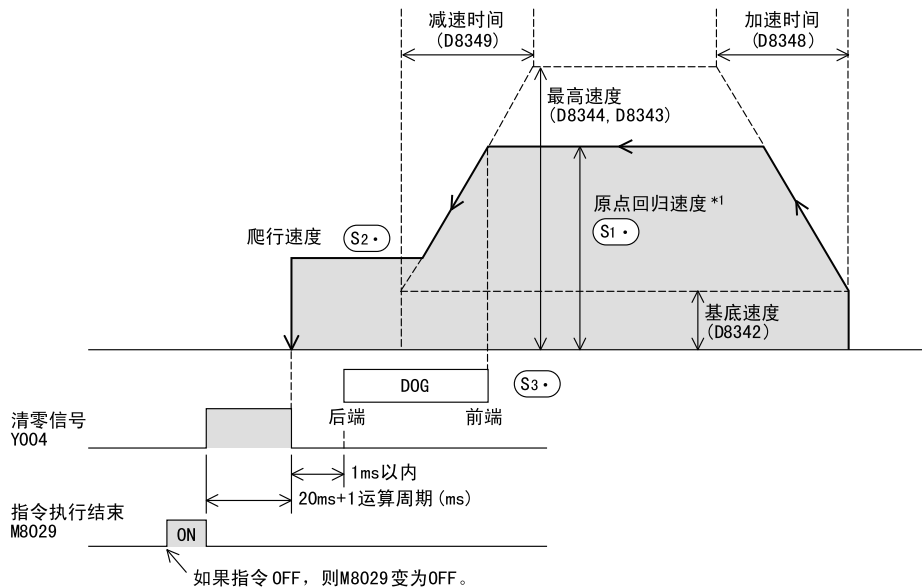 减速时间
(D8349)
加速时间
(D8348)
最高速度
(D8344, D8343)
原点回归速度*1
S1・
爬行速度 S2・
基底速度
(D8342)
DOG S3・
后端 前端
清零信号
Y004
1ms以内
20ms+1运算周期(ms)
指令执行结束
M8029
ON
如果指令OFF，则M8029变为OFF。